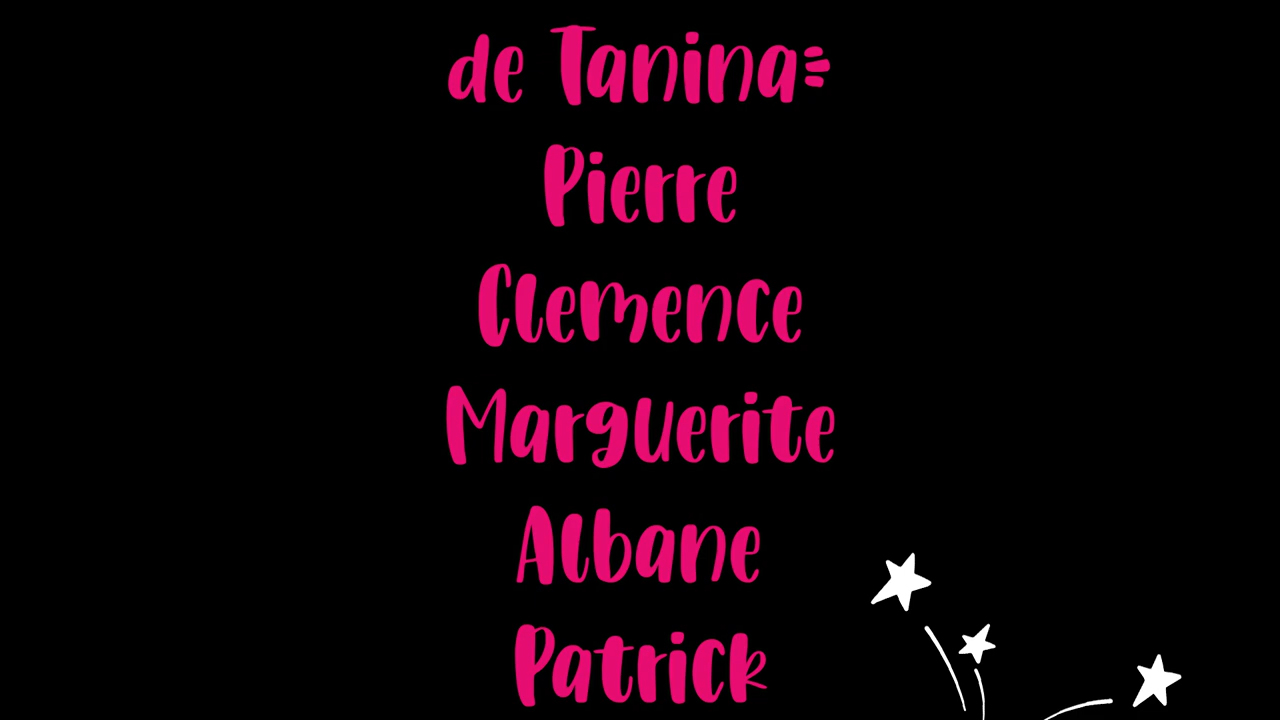 de Tanina
Pierre
Clemence
Marguerite
Albane
Patrick